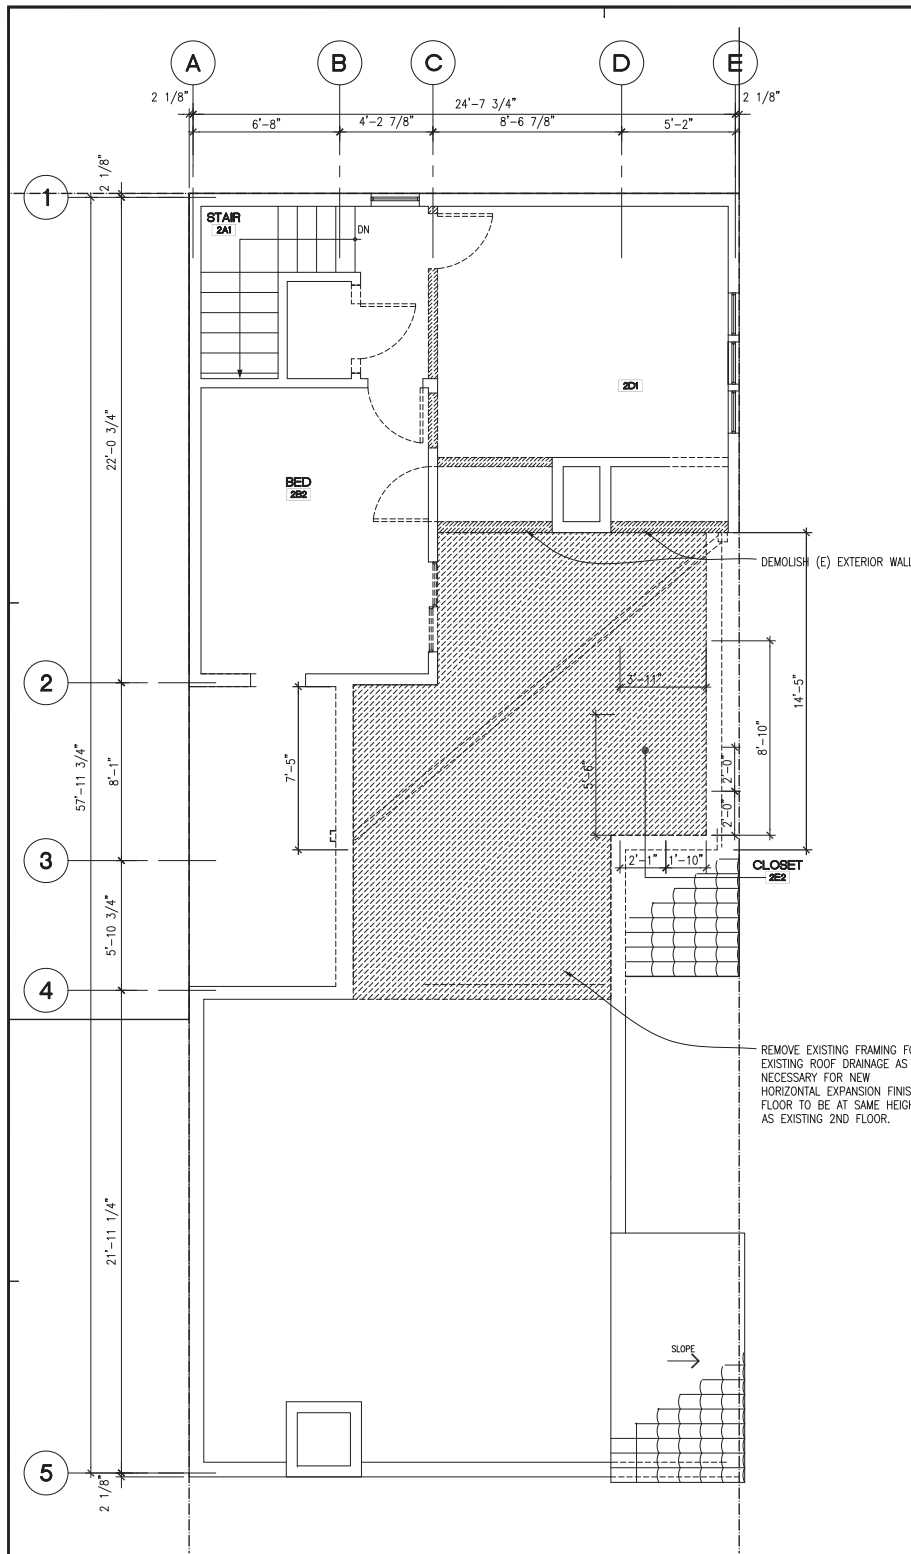 A
B
C
D
E
2 1/8"
24'-7 3/4"
2 1/8"
6'-8"
4'-2 7/8"
8'-6 7/8"
5'-2"
2 1/8"
1
STAIR
2A1
DN
2D1
22'-0 3/4"
BED
2B2
DEMOLISH (E) EXTERIOR WALL
2
3'-11"
14'-5"
8'-10"
7'-5"
8'-1"
57'-11 3/4"
5'-6"
2'-0"
2'-0"
3
2'-1"
1'-10"
CLOSET
2E2
5'-10 3/4"
4
REMOVE EXISTING FRAMING
EXISTING ROOF DRAINAGE AS
NECESSARY FOR NEW
HORIZONTAL EXPANSION
FLOOR TO BE AT SAME
AS EXISTING 2ND FLOOR.
21'-11 1/4"
SLOPE
5
2 1/8"